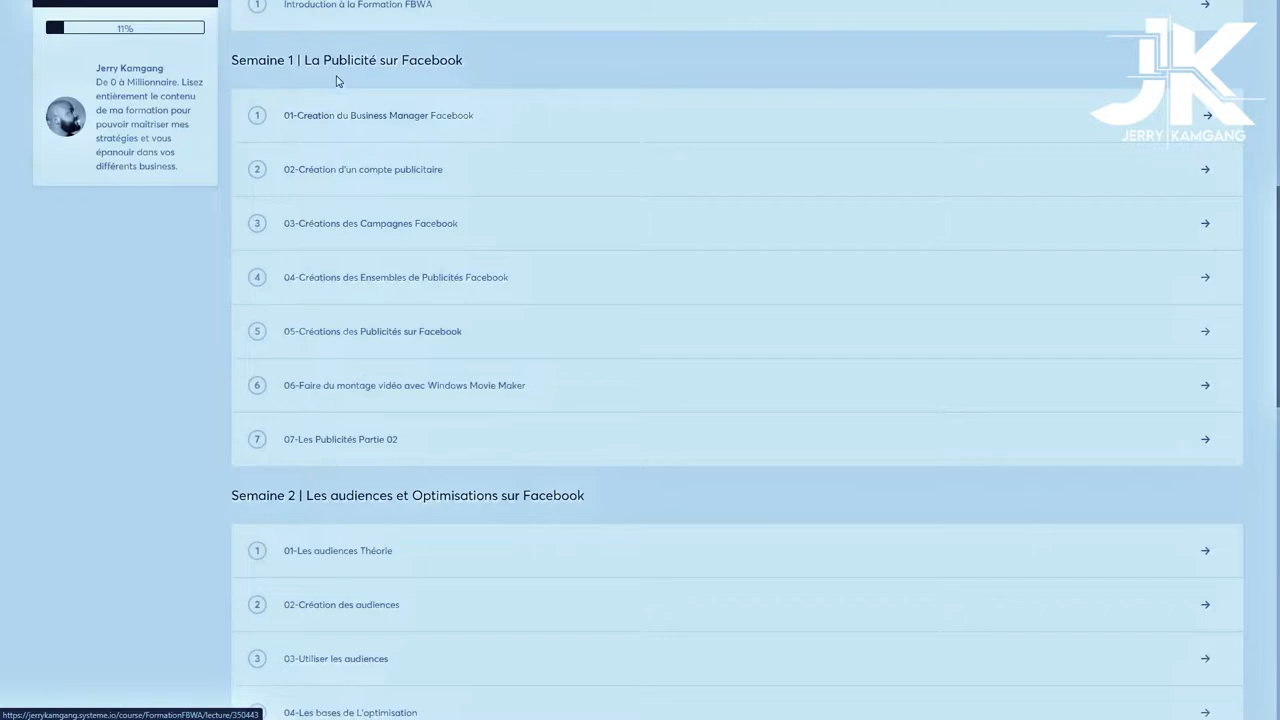 1 Introduction à la Formation FBWA →
11%
Jerry Kamgang
De 0 à Millionnaire. Lisez
entièrement le contenu
de ma formation pour
pouvoir maitriser mes
stratégies et vous
épanouir dans vos
différents business.
JK
JERRY KAMGANG
Semaine 1 | La Publicité sur Facebook
1 01-Creation du Business Manager Facebook →
2 02-Création d'un compte publicitaire →
3 03-Créations des Campagnes Facebook →
4 04-Créations des Ensembles de Publicités Facebook →
5 05-Créations des Publicités sur Facebook →
6 06-Faire du montage vidéo avec Windows Movie Maker →
7 07-Les Publicités Partie 02 →
Semaine 2 | Les audiences et Optimisations sur Facebook
1 01-Les audiences Théorie →
2 02-Création des audiences →
3 03-Utiliser les audiences →
04-Les bases de L'optimisation →
https://jerrykamgang.systeme.io/course/FormationFBWA/lecture/350443